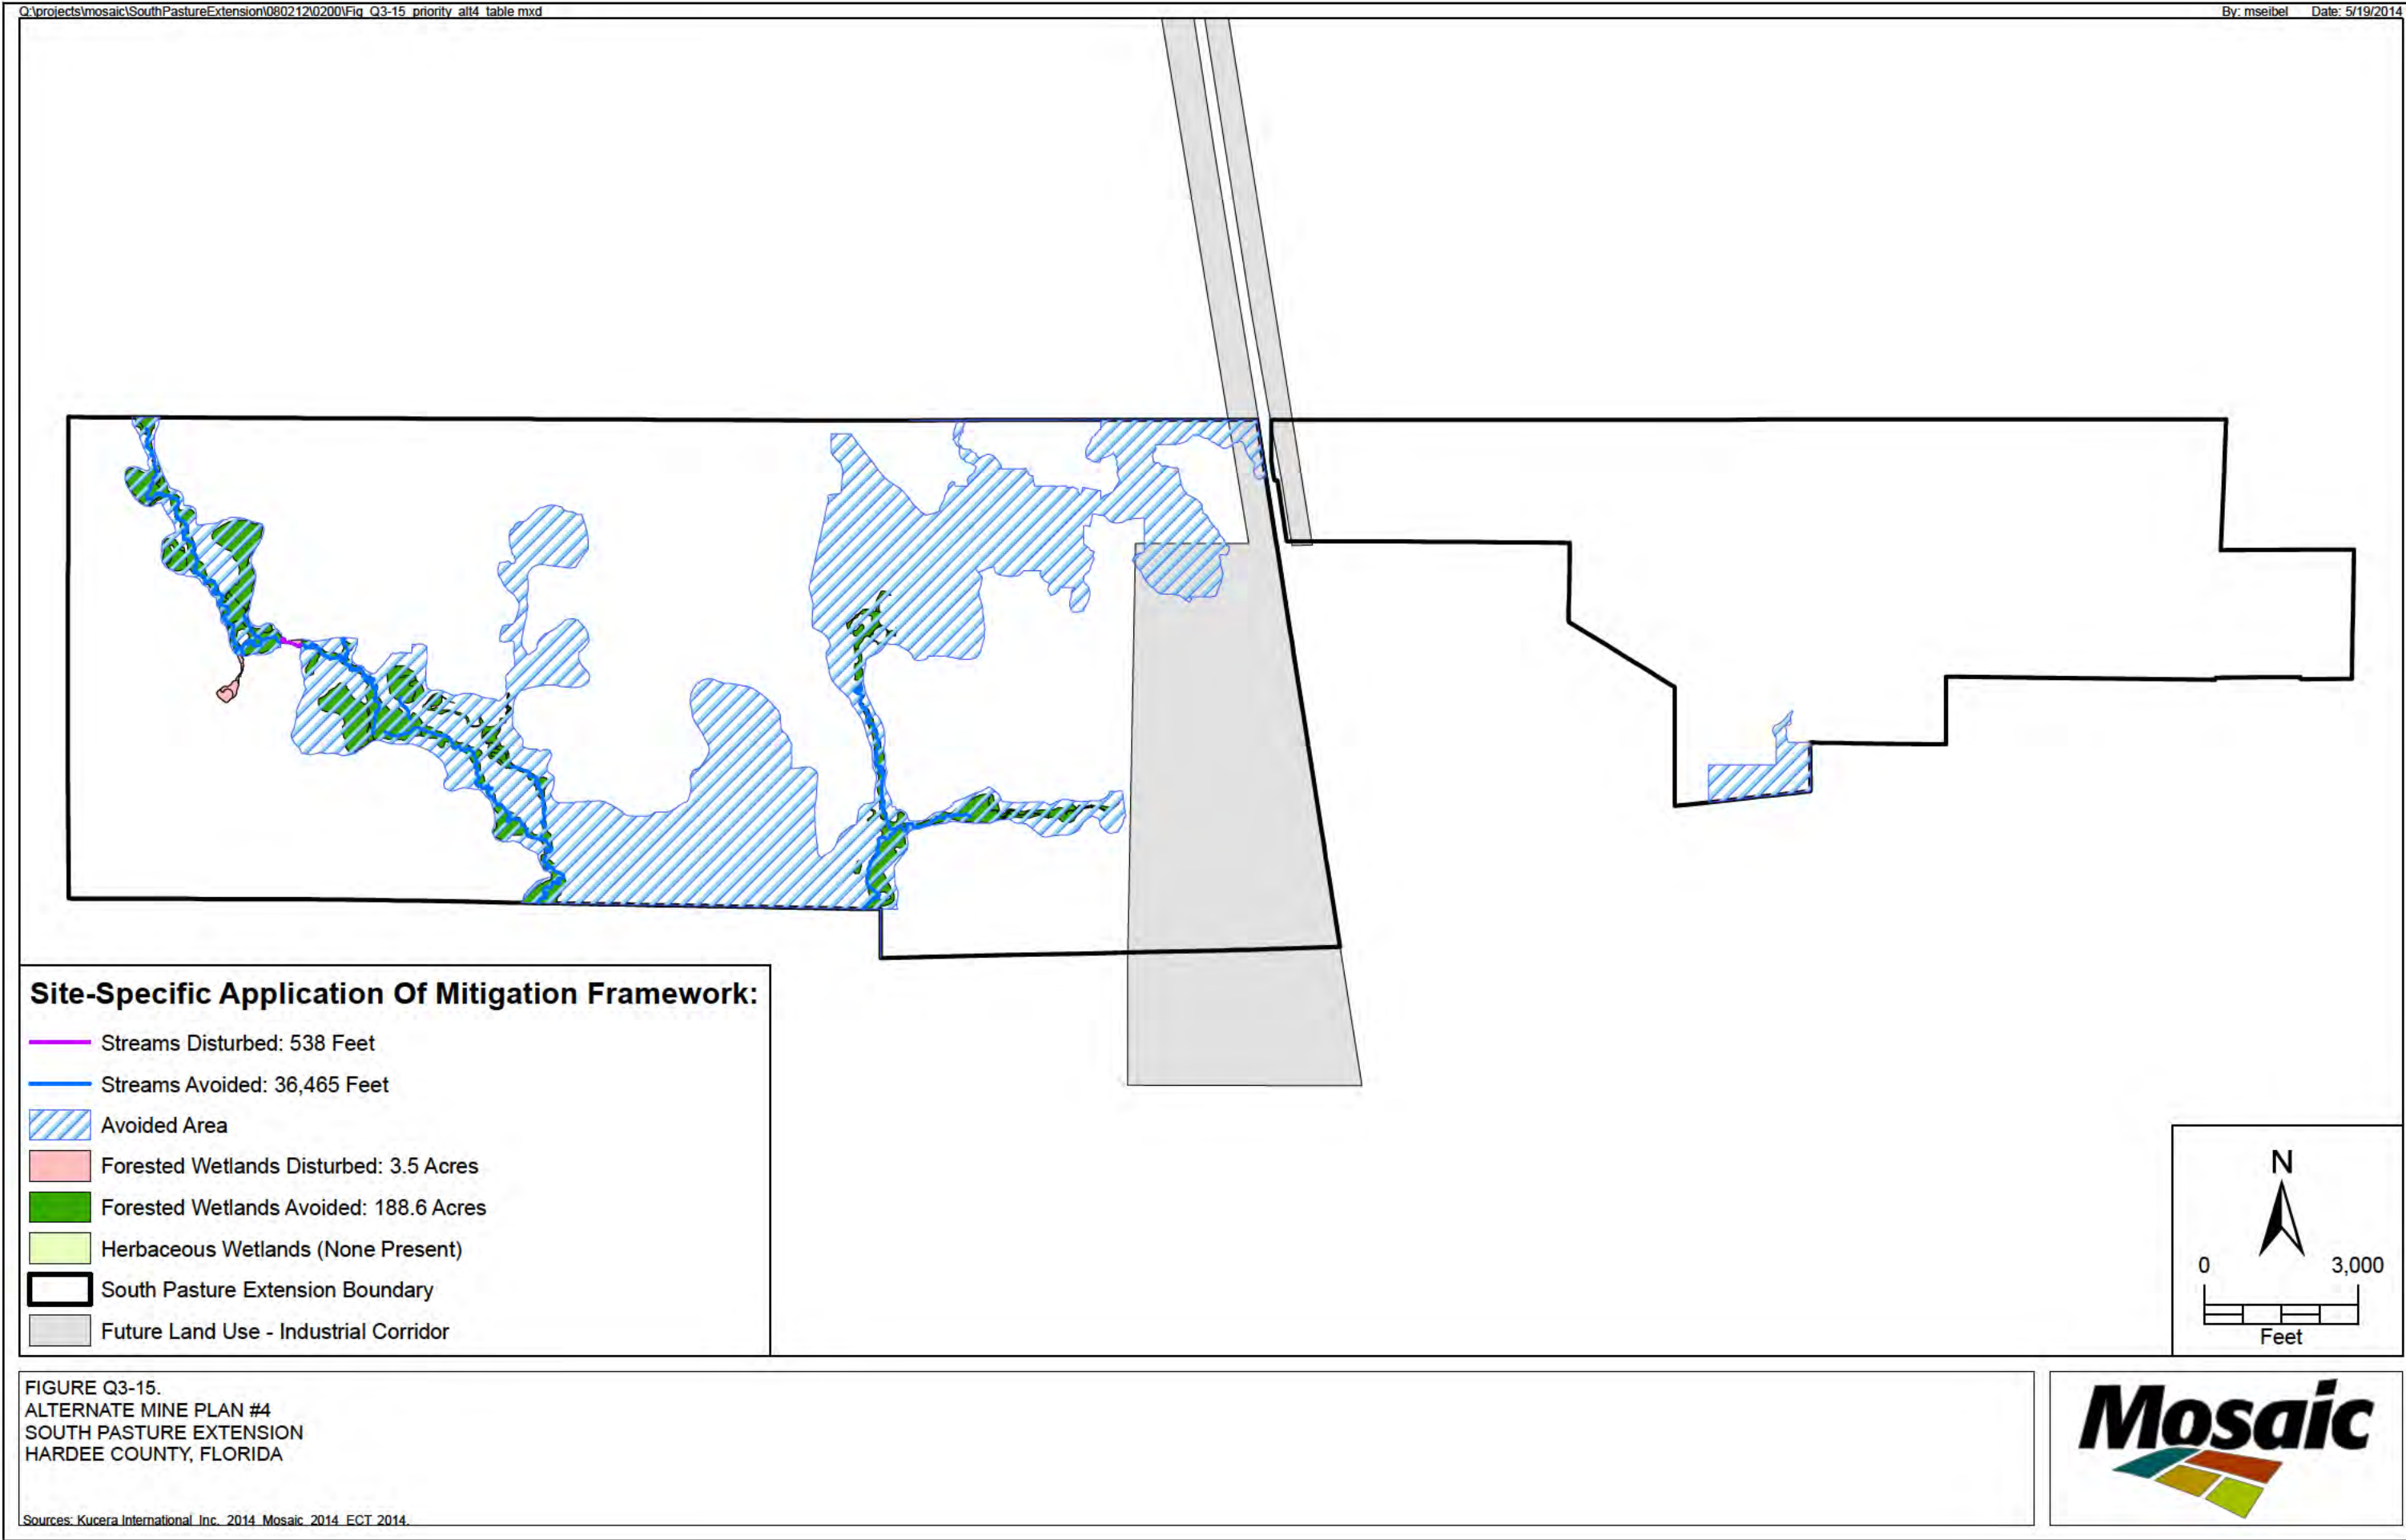 Q:\projects\mosaic\SouthPastureExtension\080212\0200\Fig_Q3-15_priority_alt4_table.mxd
By: mseibel Date: 5/19/2014
Site-Specific Application Of Mitigation Framework:
Streams Disturbed: 538 Feet
Streams Avoided: 36,465 Feet
Avoided Area
Forested Wetlands Disturbed: 3.5 Acres
Forested Wetlands Avoided: 188.6 Acres
Herbaceous Wetlands (None Present)
South Pasture Extension Boundary
Future Land Use - Industrial Corridor
N
0 3,000
Feet
FIGURE Q3-15.
ALTERNATE MINE PLAN #4
SOUTH PASTURE EXTENSION
HARDEE COUNTY, FLORIDA
Sources: Kucera International Inc. 2014 Mosaic 2014 ECT 2014.
Mosaic